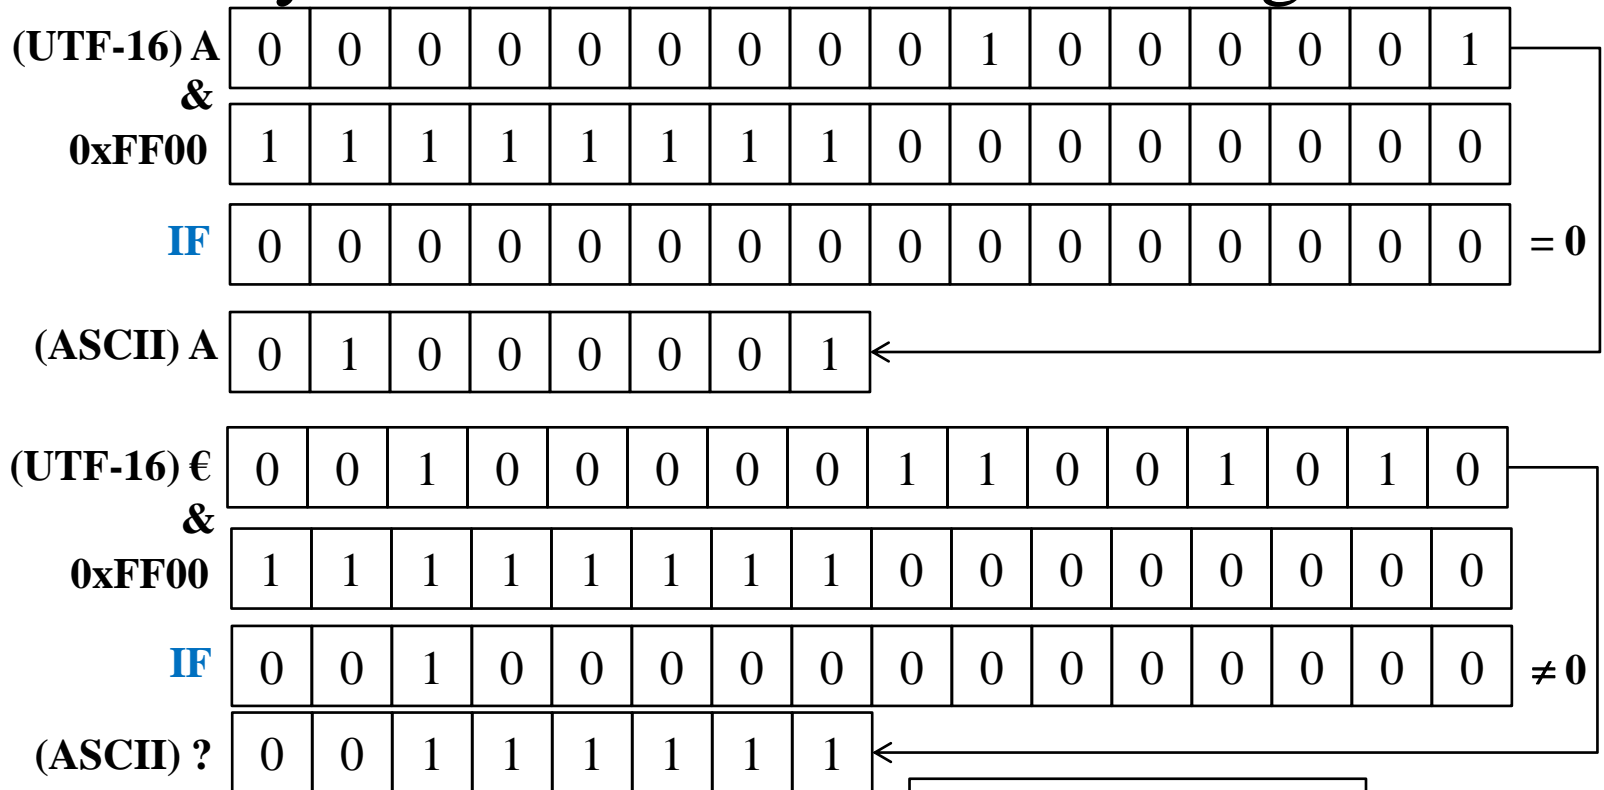 (UTF-16) A 0 0 0 0 0 0 0 0 0 1 0 0 0 0 0 1
&
0xFF00 1 1 1 1 1 1 1 1 0 0 0 0 0 0 0 0
IF 0 0 0 0 0 0 0 0 0 0 0 0 0 0 0 0 = 0
(ASCII) A 0 1 0 0 0 0 0 1
(UTF-16) € 0 0 1 0 0 0 0 0 1 1 0 0 1 0 1 0
&
0xFF00 1 1 1 1 1 1 1 1 0 0 0 0 0 0 0 0
IF 0 0 1 0 0 0 0 0 0 0 0 0 0 0 0 0 ≠ 0
(ASCII) ? 0 0 1 1 1 1 1 1